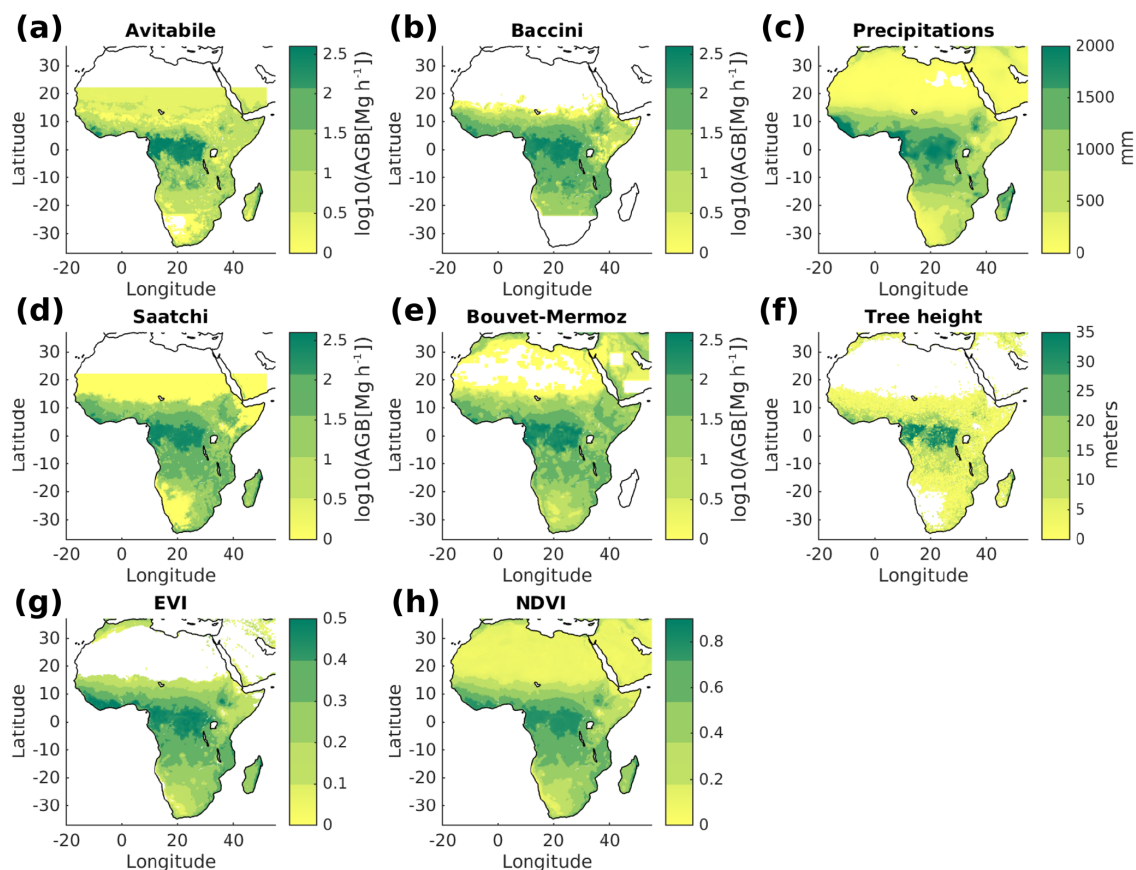 (a) Avitabile
(b) Baccini
(c) Precipitations
30
20
10
0
-10
-20
-30
Latitude
-20 0 20 40
Longitude
2.5
2
1.5
1
0.5
0
log10(AGB[Mg h⁻¹])
30
20
10
0
-10
-20
-30
Latitude
-20 0 20 40
Longitude
2.5
2
1.5
1
0.5
0
log10(AGB[Mg h⁻¹])
30
20
10
0
-10
-20
-30
Latitude
-20 0 20 40
Longitude
2000
1500
1000
500
0
mm
(d) Saatchi
(e) Bouvet-Mermoz
(f) Tree height
30
20
10
0
-10
-20
-30
Latitude
-20 0 20 40
Longitude
2.5
2
1.5
1
0.5
0
log10(AGB[Mg h⁻¹])
30
20
10
0
-10
-20
-30
Latitude
-20 0 20 40
Longitude
2.5
2
1.5
1
0.5
0
log10(AGB[Mg h⁻¹])
30
20
10
0
-10
-20
-30
Latitude
-20 0 20 40
Longitude
35
30
25
20
15
10
5
0
meters
(g) EVI
(h) NDVI
30
20
10
0
-10
-20
-30
Latitude
-20 0 20 40
Longitude
0.5
0.4
0.3
0.2
0.1
0
30
20
10
0
-10
-20
-30
Latitude
-20 0 20 40
Longitude
0.8
0.6
0.4
0.2
0